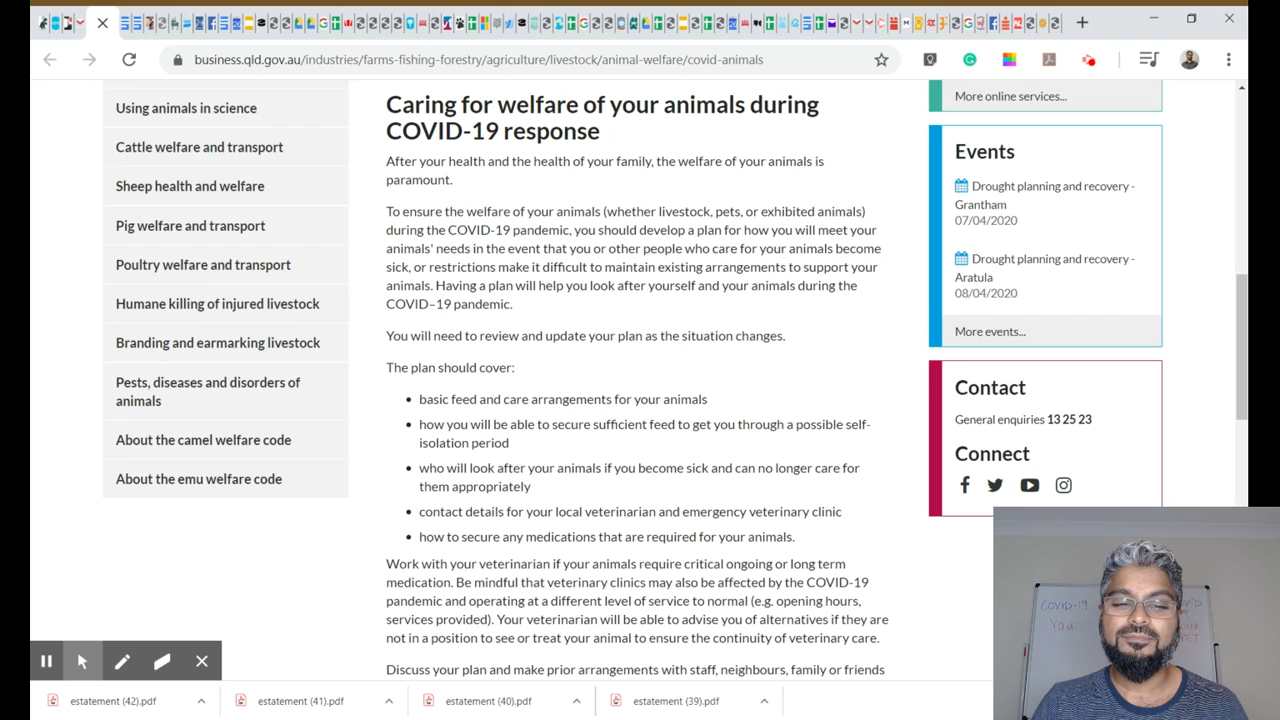 business.qld.gov.au/industries/farms-fishing-forestry/agriculture/livestock/animal-welfare/covid-animals
Using animals in science
Cattle welfare and transport
Sheep health and welfare
Pig welfare and transport
Poultry welfare and transport
Humane killing of injured livestock
Branding and earmarking livestock
Pests, diseases and disorders of
animals
About the camel welfare code
About the emu welfare code
Caring for welfare of your animals during
COVID-19 response
After your health and the health of your family, the welfare of your animals is
paramount.
To ensure the welfare of your animals (whether livestock, pets, or exhibited animals)
during the COVID-19 pandemic, you should develop a plan for how you will meet your
animals' needs in the event that you or other people who care for your animals become
sick, or restrictions make it difficult to maintain existing arrangements to support your
animals. Having a plan will help you look after yourself and your animals during the
COVID–19 pandemic.
You will need to review and update your plan as the situation changes.
The plan should cover:
• basic feed and care arrangements for your animals
• how you will be able to secure sufficient feed to get you through a possible self-
isolation period
• who will look after your animals if you become sick and can no longer care for
them appropriately
• contact details for your local veterinarian and emergency veterinary clinic
• how to secure any medications that are required for your animals.
Work with your veterinarian if your animals require critical ongoing or long term
medication. Be mindful that veterinary clinics may also be affected by the COVID-19
pandemic and operating at a different level of service to normal (e.g. opening hours,
services provided). Your veterinarian will be able to advise you of alternatives if they are
not in a position to see or treat your animal to ensure the continuity of veterinary care.
Discuss your plan and make prior arrangements with staff, neighbours, family or friends
More online services...
Events
Drought planning and recovery -
Grantham
07/04/2020
Drought planning and recovery -
Aratula
08/04/2020
More events...
Contact
General enquiries 13 25 23
Connect
COVID-19
YOU
estatement (42).pdf
estatement (41).pdf
estatement (40).pdf
estatement (39).pdf